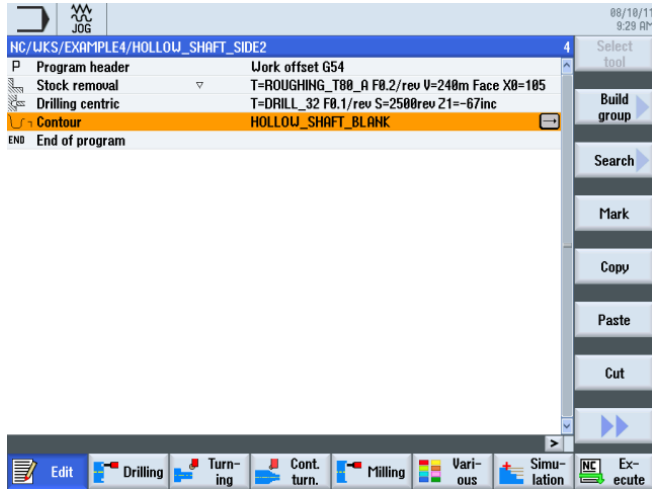 JOG
08/10/11
9:29 AM
NC/WKS/EXAMPLE4/HOLLOW_SHAFT_SIDE2 4
P Program header Work offset G54
Stock removal ▽ T=ROUGHING_T80_A F0.2/rev V=240m Face X0=105
Drilling centric T=DRILL_32 F0.1/rev S=2500rev Z1=-67inc
Contour HOLLOW_SHAFT_BLANK
END End of program
Select
tool
Build
group
Search
Mark
Copy
Paste
Cut
Edit
Drilling
Turn-
ing
Cont.
turn.
Milling
Vari-
ous
Simu-
lation
NC Ex-
ecute